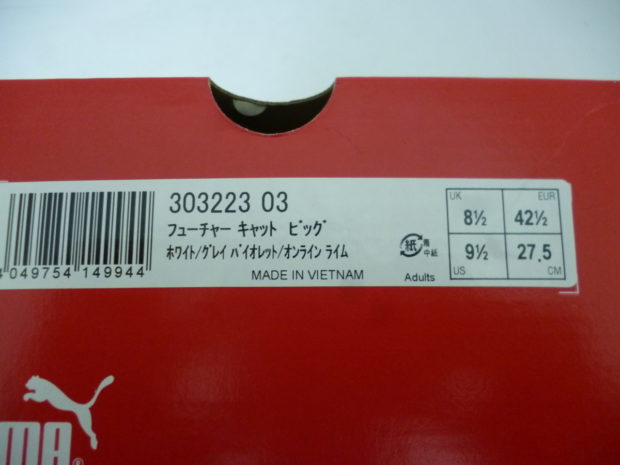 303223 03
フューチャー キャット ビッグ
ホワイト/グレイ バイオレット/オンライン ライム
MADE IN VIETNAM
4 049754 149944
紙
Adults
UK
8½
EUR
42½
9½
US
27.5
CM
UMA®